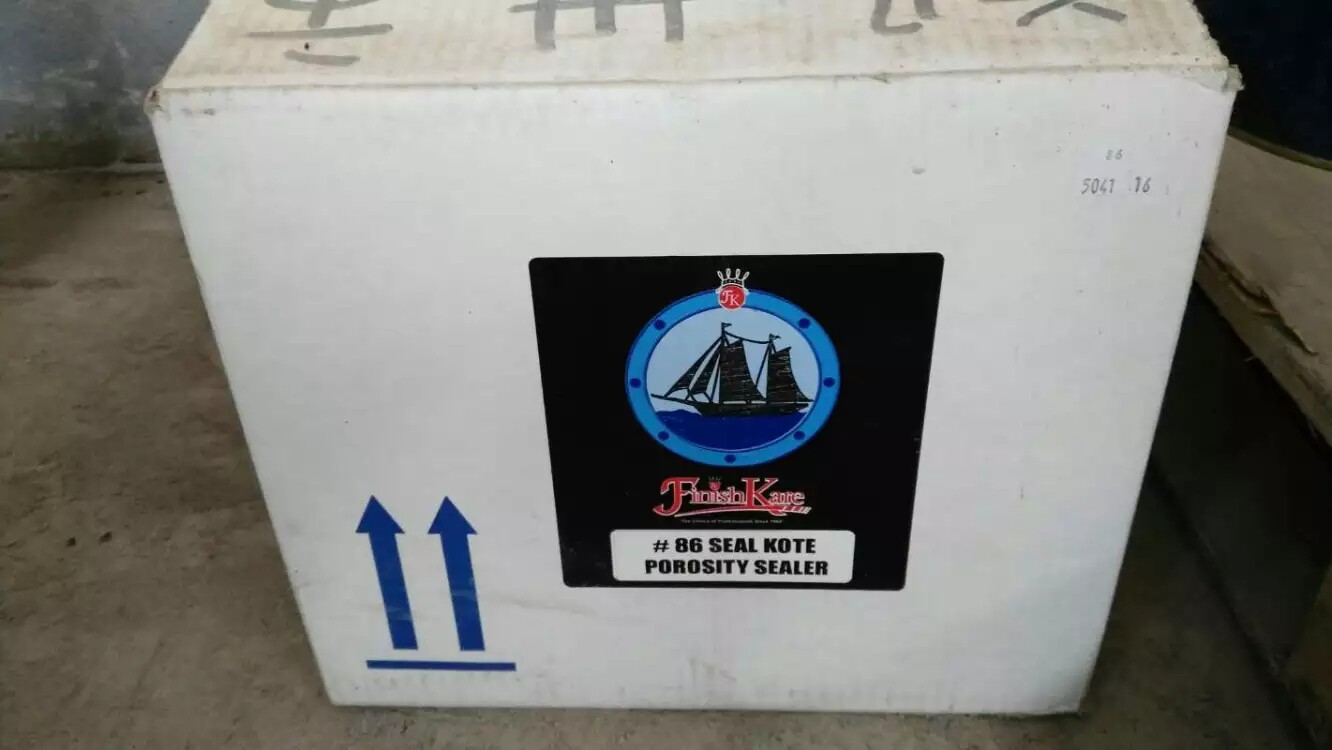 86
5041 16
FK
FinishKare
# 86 SEAL KOTE
POROSITY SEALER